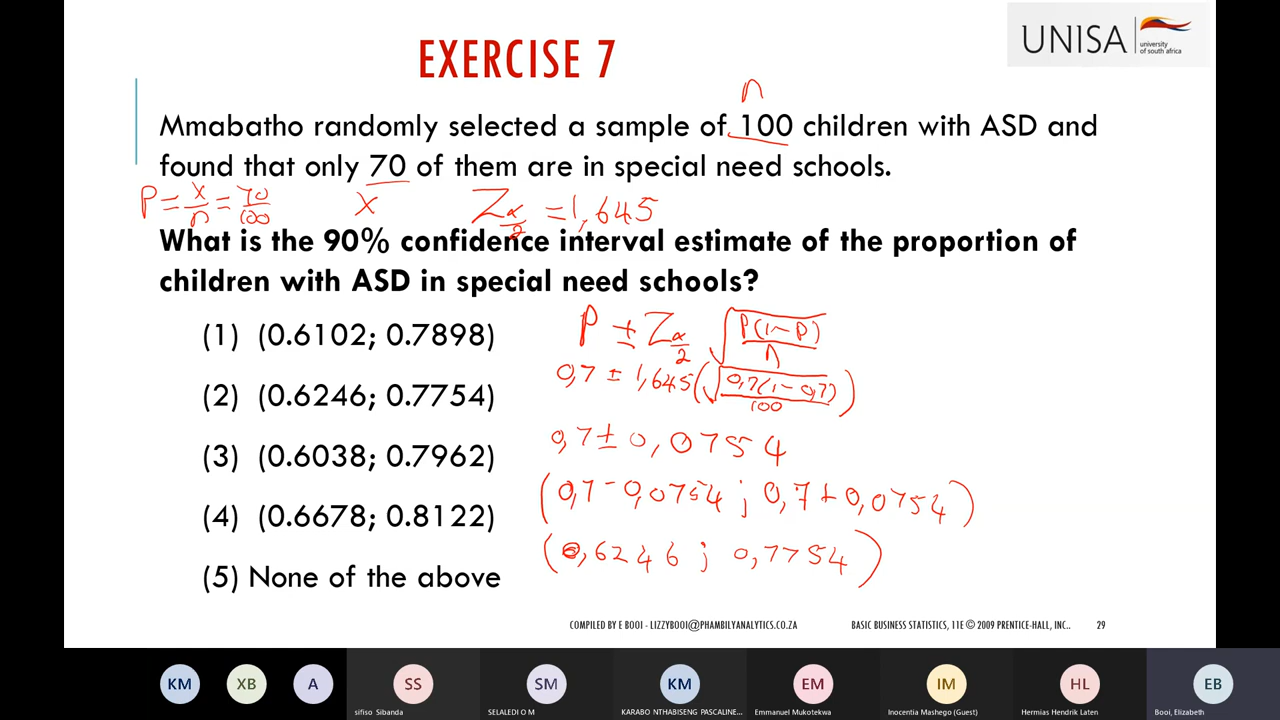 UNISA
university
of south africa
EXERCISE 7
n
Mmabatho randomly selected a sample of 100 children with ASD and
found that only 70 of them are in special need schools.
P = x/n = 70/100
x
Zα/2 = 1,645
What is the 90% confidence interval estimate of the proportion of
children with ASD in special need schools?
(1) (0.6102; 0.7898)
(2) (0.6246; 0.7754)
(3) (0.6038; 0.7962)
(4) (0.6678; 0.8122)
(5) None of the above
P ± Zα/2 √(P(1-P)/n)
0,7 ± 1,645 (√(0,7(1-0,7)/100))
0,7 ± 0,0754
(0,7 - 0,0754 ; 0,7 + 0,0754)
(0,6246 ; 0,7754)
COMPILED BY E BOOI - LIZZYBOOI@PHAMBILYANALYTICS.CO.ZA
BASIC BUSINESS STATISTICS, 11E © 2009 PRENTICE-HALL, INC..
29
KM
XB
A
SS
sifiso Sibanda
SM
SELALEDI O M
KM
KARABO NTHABISENG PASCALINE...
EM
Emmanuel Mukotekwa
IM
Inocentia Mashego (Guest)
HL
Hermias Hendrik Laten
EB
Booi, Elizabeth